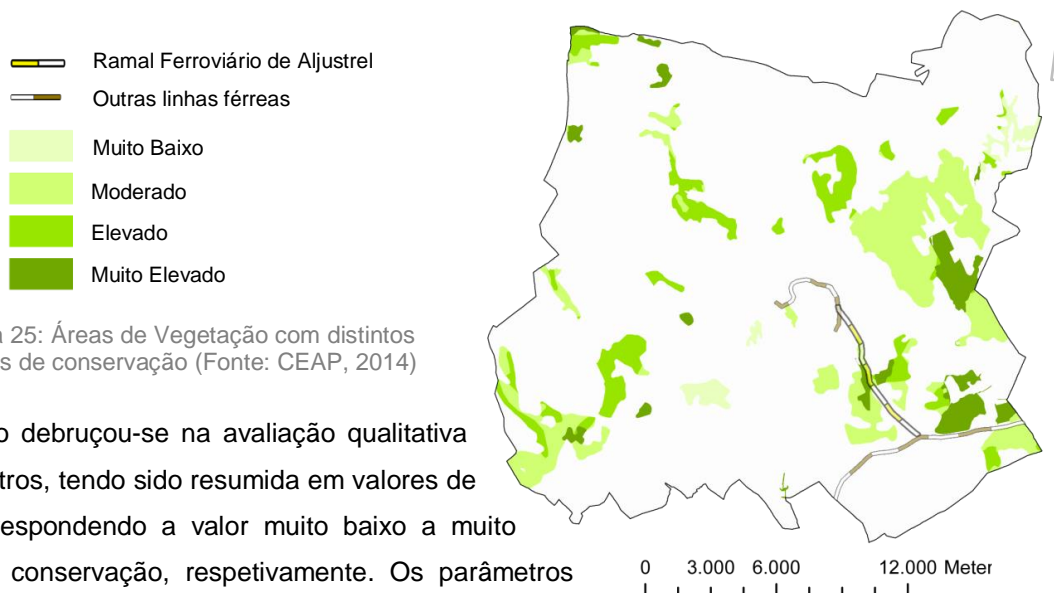 Ramal Ferroviário de Aljustrel
Outras linhas férreas
Muito Baixo
Moderado
Elevado
Muito Elevado
25: Áreas de Vegetação com distintos
de conservação (Fonte: CEAP, 2014)
debruçou-se na avaliação qualitativa
tendo sido resumida em valores de
a valor muito baixo a muito
conservação, respetivamente. Os parâmetros
0 3.000 6.000 12.000 Meter